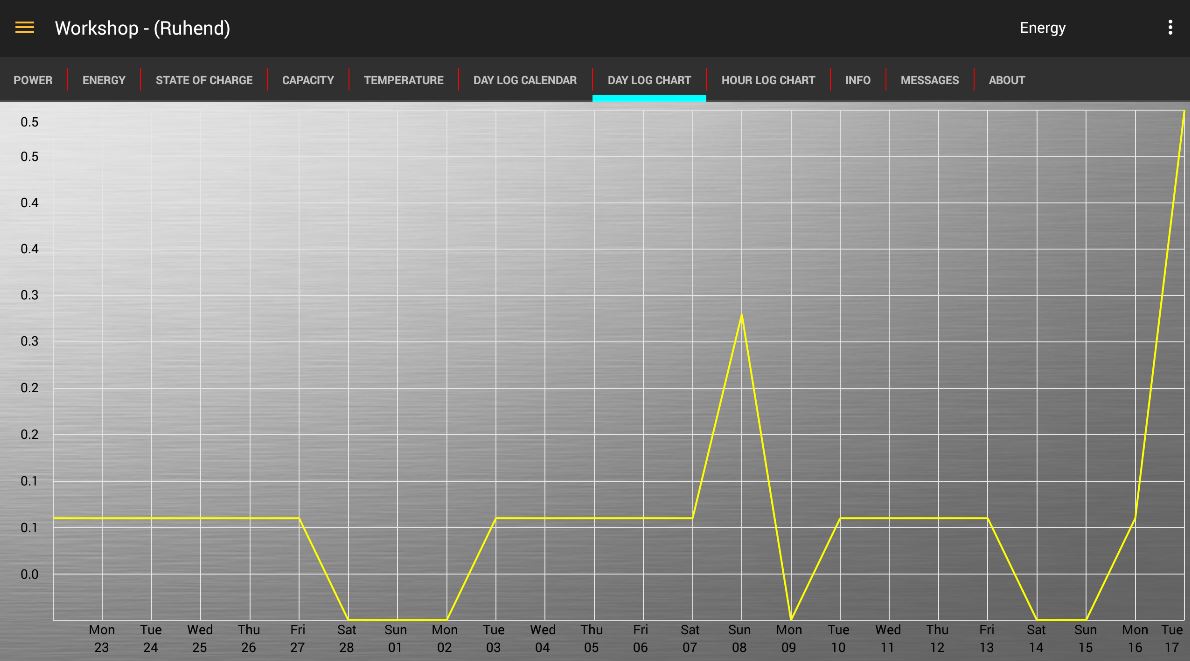 Workshop - (Ruhend)
Energy
POWER
ENERGY
STATE OF CHARGE
CAPACITY
TEMPERATURE
DAY LOG CALENDAR
DAY LOG CHART
HOUR LOG CHART
INFO
MESSAGES
ABOUT
0.5
0.5
0.4
0.4
0.3
0.3
0.2
0.2
0.1
0.1
0.0
Mon Tue Wed Thu Fri Sat Sun Mon Tue Wed Thu Fri Sat Sun Mon Tue Wed Thu Fri Sat Sun Mon Tue
23 24 25 26 27 28 01 02 03 04 05 06 07 08 09 10 11 12 13 14 15 16 17